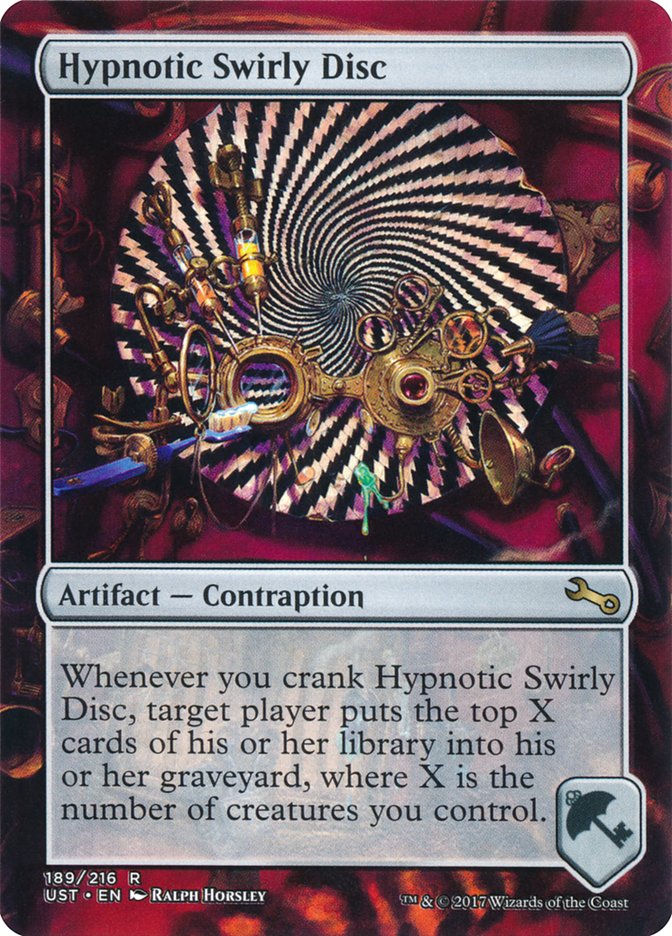 Hypnotic Swirly Disc
Artifact — Contraption
Whenever you crank Hypnotic Swirly
Disc, target player puts the top X
cards of his or her library into his
or her graveyard, where X is the
number of creatures you control.
189/216 R
UST • EN Ralph Horsley
™ & © 2017 Wizards of the Coast